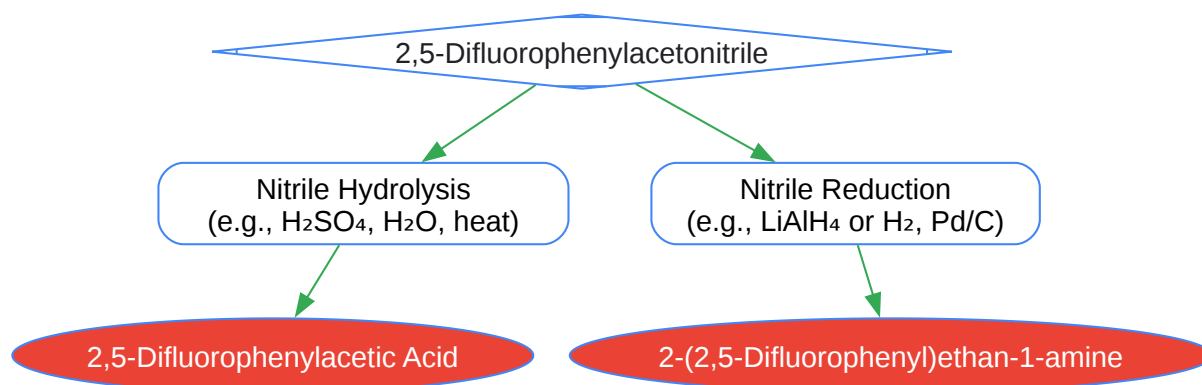 2,5-Difluorophenylacetonitrile
Nitrile Hydrolysis
(e.g., H₂SO₄, H₂O, heat)
Nitrile Reduction
(e.g., LiAlH₄ or H₂, Pd/C)
2,5-Difluorophenylacetic Acid
2-(2,5-Difluorophenyl)ethan-1-amine